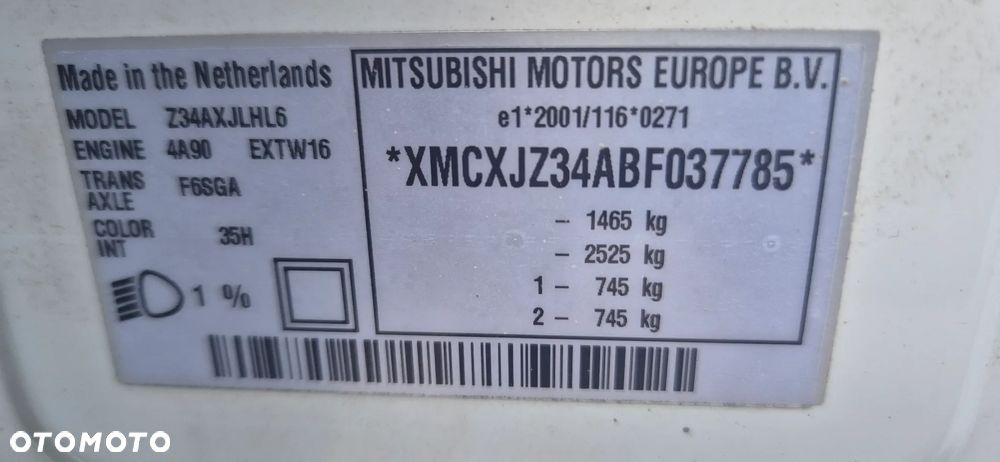 Made in the Netherlands
MODEL Z34AXJLHL6
ENGINE 4A90 EXTW16
TRANS AXLE F6SGA
COLOR INT 35H
1 %
MITSUBISHI MOTORS EUROPE B.V.
e1*2001/116*0271
*XMCXJZ34ABF037785*
– 1465 kg
– 2525 kg
1 – 745 kg
2 – 745 kg
OTOMOTO